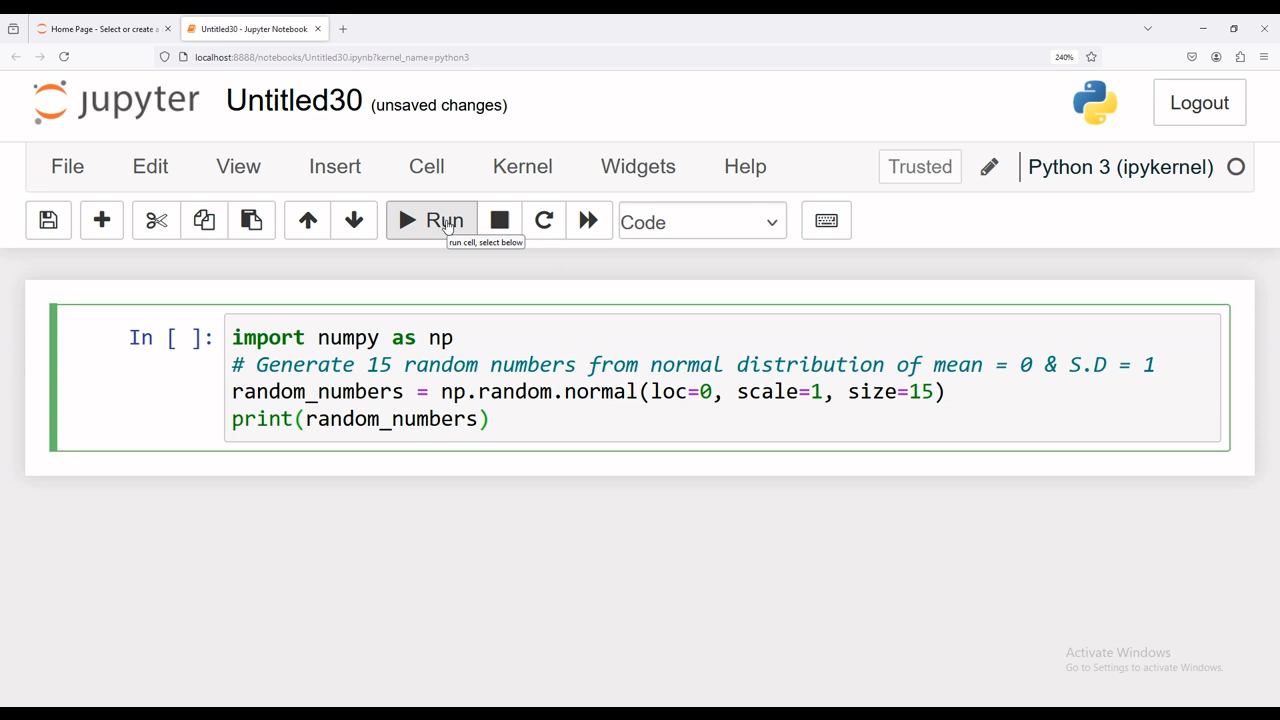 Home Page - Select or create a
Untitled30 - Jupyter Notebook
localhost:8888/notebooks/Untitled30.ipynb?kernel_name=python3
240%
jupyter
Untitled30 (unsaved changes)
Logout
File Edit View Insert Cell Kernel Widgets Help
Trusted
Python 3 (ipykernel)
Run
Code
run cell, select below
In [ ]:
import numpy as np
# Generate 15 random numbers from normal distribution of mean = 0 & S.D = 1
random_numbers = np.random.normal(loc=0, scale=1, size=15)
print(random_numbers)
Activate Windows
Go to Settings to activate Windows.